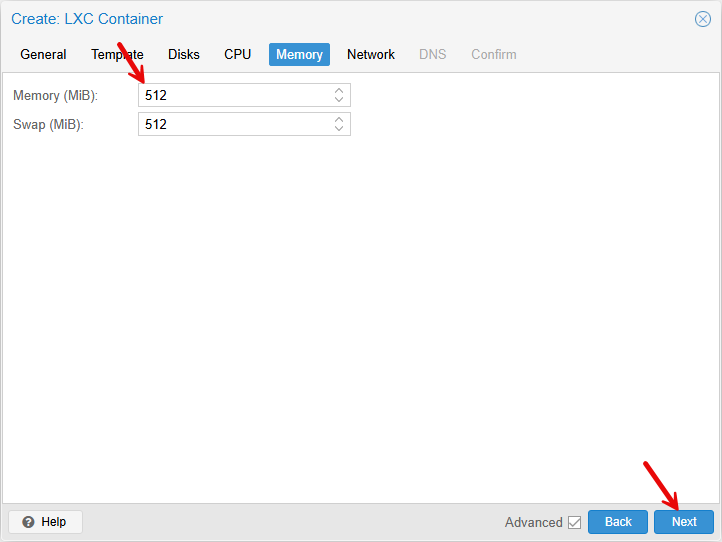 Create: LXC Container
General Template Disks CPU Memory Network DNS Confirm
Memory (MiB): 512
Swap (MiB): 512
Help Advanced Back Next